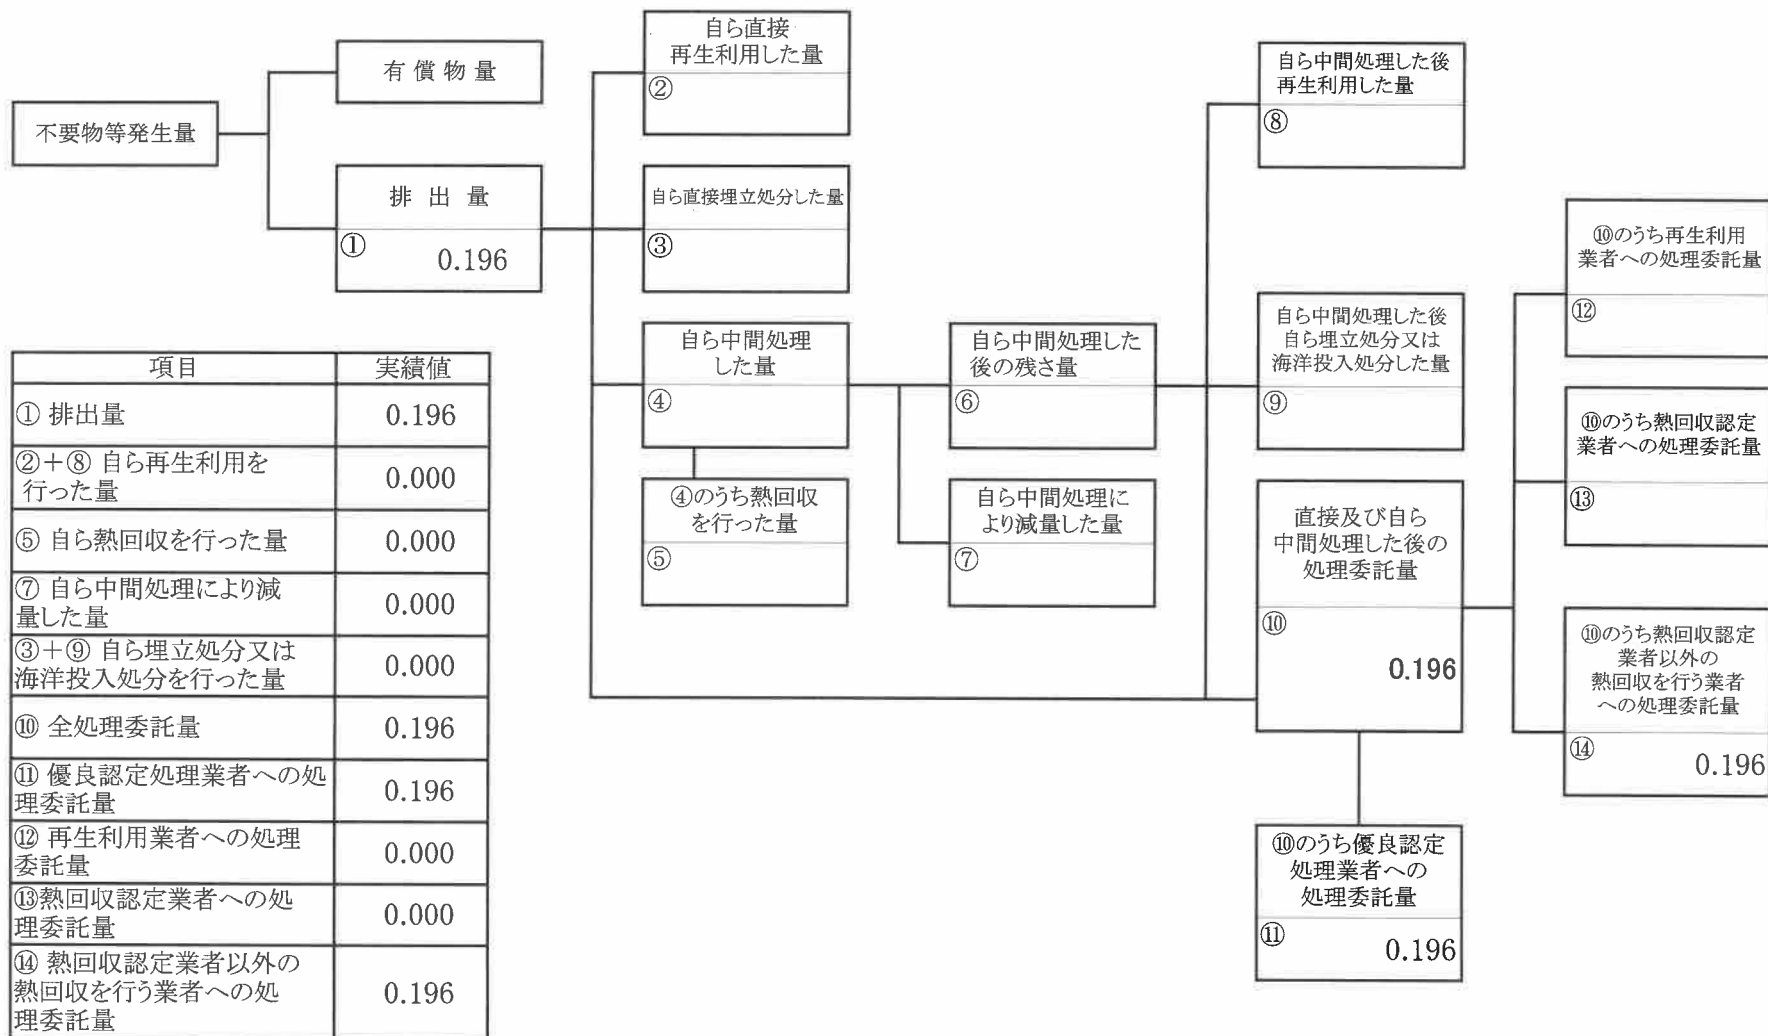 不要物等発生量
有償物量
排出量
①
0.196
自ら直接
再生利用した量
②
自ら直接埋立処分した量
③
自ら中間処理
した量
④
④のうち熱回収
を行った量
⑤
自ら中間処理した
後の残さ量
⑥
自ら中間処理に
より減量した量
⑦
自ら中間処理した後
再生利用した量
⑧
自ら中間処理した後
自ら埋立処分又は
海洋投入処分した量
⑨
直接及び自ら
中間処理した後の
処理委託量
⑩
0.196
⑩のうち優良認定
処理業者への
処理委託量
⑪
0.196
⑩のうち再生利用
業者への処理委託量
⑫
⑩のうち熱回収認定
業者への処理委託量
⑬
⑩のうち熱回収認定
業者以外の
熱回収を行う業者
への処理委託量
⑭
0.196
項目 実績値
① 排出量 0.196
②+⑧ 自ら再生利用を
行った量 0.000
⑤ 自ら熱回収を行った量 0.000
⑦ 自ら中間処理により減
量した量 0.000
③+⑨ 自ら埋立処分又は
海洋投入処分を行った量 0.000
⑩ 全処理委託量 0.196
⑪ 優良認定処理業者への処
理委託量 0.196
⑫ 再生利用業者への処理
委託量 0.000
⑬熱回収認定業者への処
理委託量 0.000
⑭ 熱回収認定業者以外の
熱回収を行う業者への処
理委託量 0.196